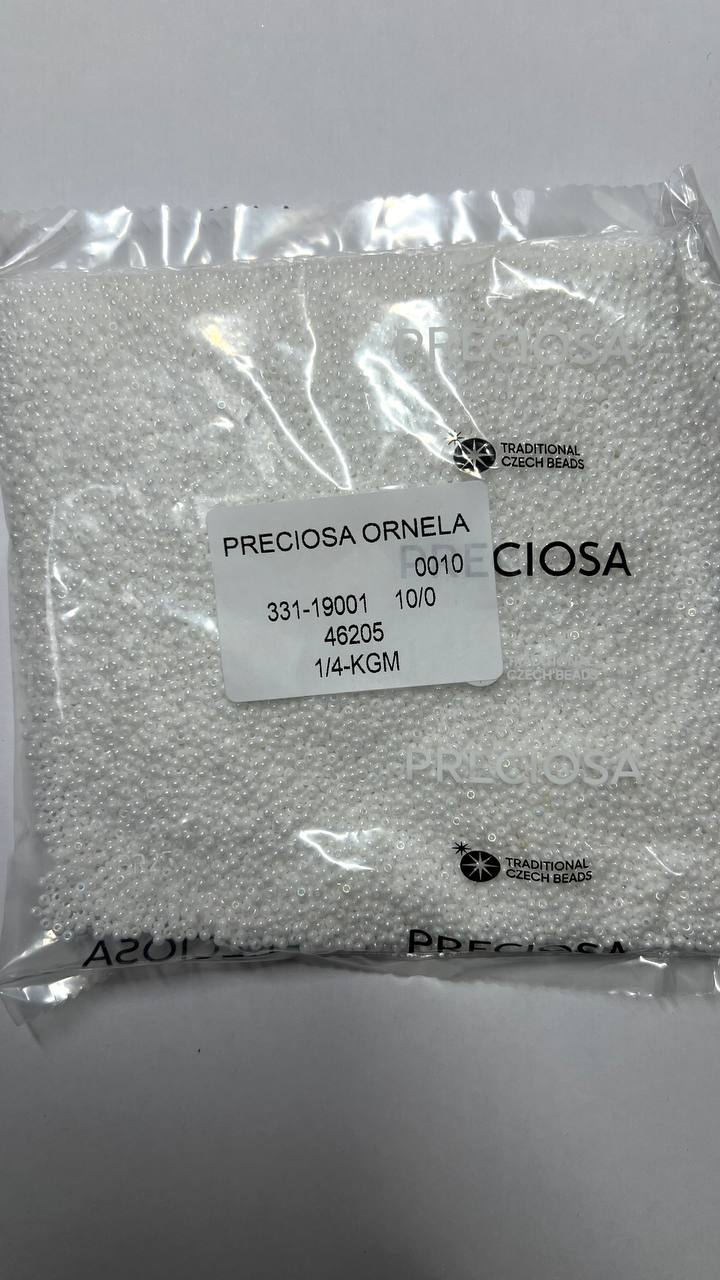 PRECIOSA
TRADITIONAL
CZECH BEADS
PRECIOSA ORNELA
0010
331-19001 10/0
46205
1/4-KGM
PRECIOSA
TRADITIONAL
CZECH BEADS
PRECIOSA
TRADITIONAL
CZECH BEADS
PRECIOSA
PRECIOSA